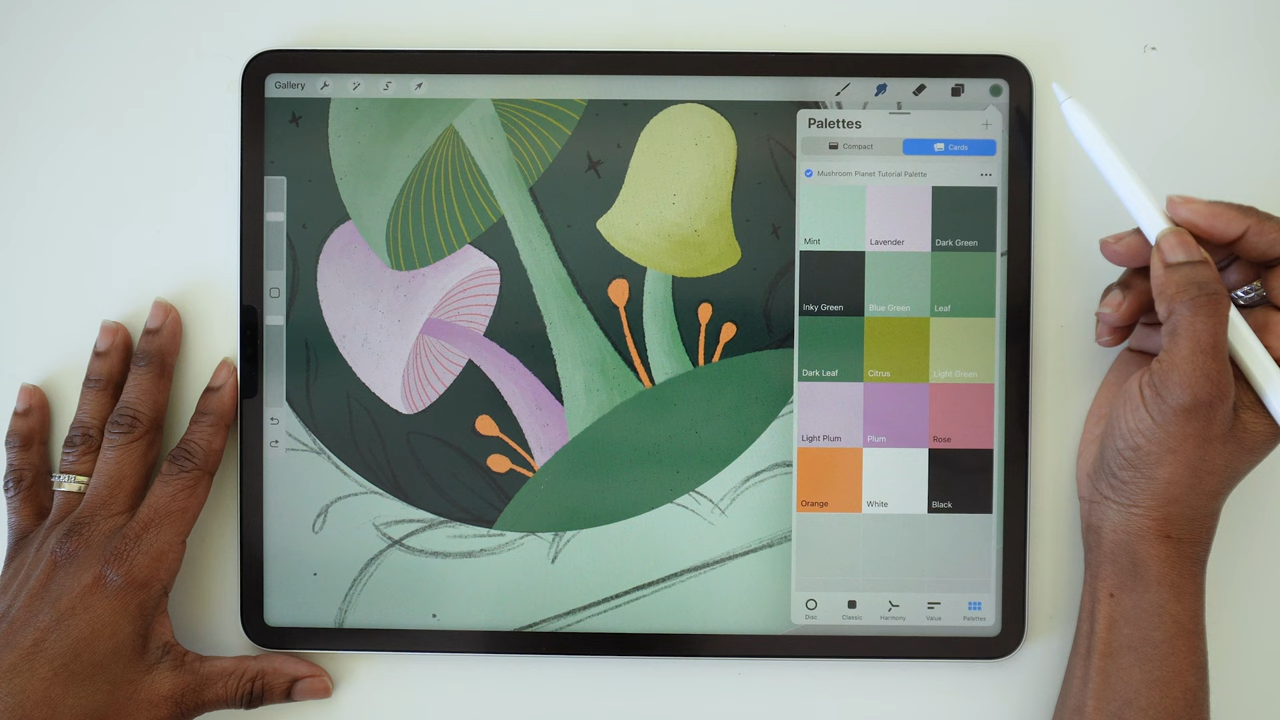 Gallery
Palettes
Compact
Cards
Mushroom Planet Tutorial Palette
Mint
Lavender
Dark Green
Inky Green
Blue Green
Leaf
Dark Leaf
Citrus
Light Green
Light Plum
Plum
Rose
Orange
White
Black
Disc
Classic
Harmony
Value
Palettes